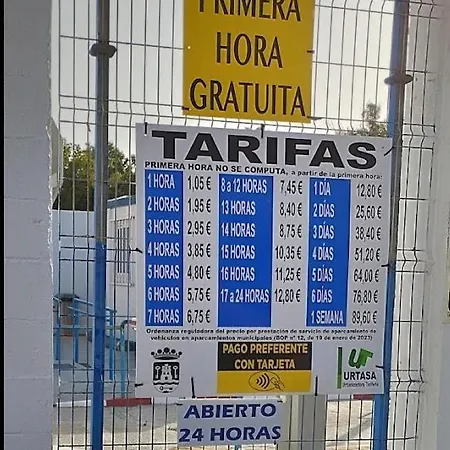 PRIMERA
HORA
GRATUITA
TARIFAS
PRIMERA HORA NO SE COMPUTA, a partir de la primera hora:
1 HORA 1,05€ 8 a 12 HORAS 7,45€ 1 DÍA 12,80€
2 HORAS 1,95€ 13 HORAS 8,40€ 2 DÍAS 25,60€
3 HORAS 2,95€ 14 HORAS 8,75€ 3 DÍAS 38,40€
4 HORAS 3,85€ 15 HORAS 10,35€ 4 DÍAS 51,20€
5 HORAS 4,80€ 16 HORAS 11,25€ 5 DÍAS 64,00€
6 HORAS 5,75€ 17 a 24 HORAS 12,80€ 6 DÍAS 76,80€
7 HORAS 6,75€ 1 SEMANA 89,60€
Ordenanza reguladora del precio por prestación de servicio de aparcamiento de
vehículos en aparcamientos municipales (BOP nº 12, de 19 de enero de 2023)
PAGO PREFERENTE
CON TARJETA
URTASA
ABIERTO
24 HORAS